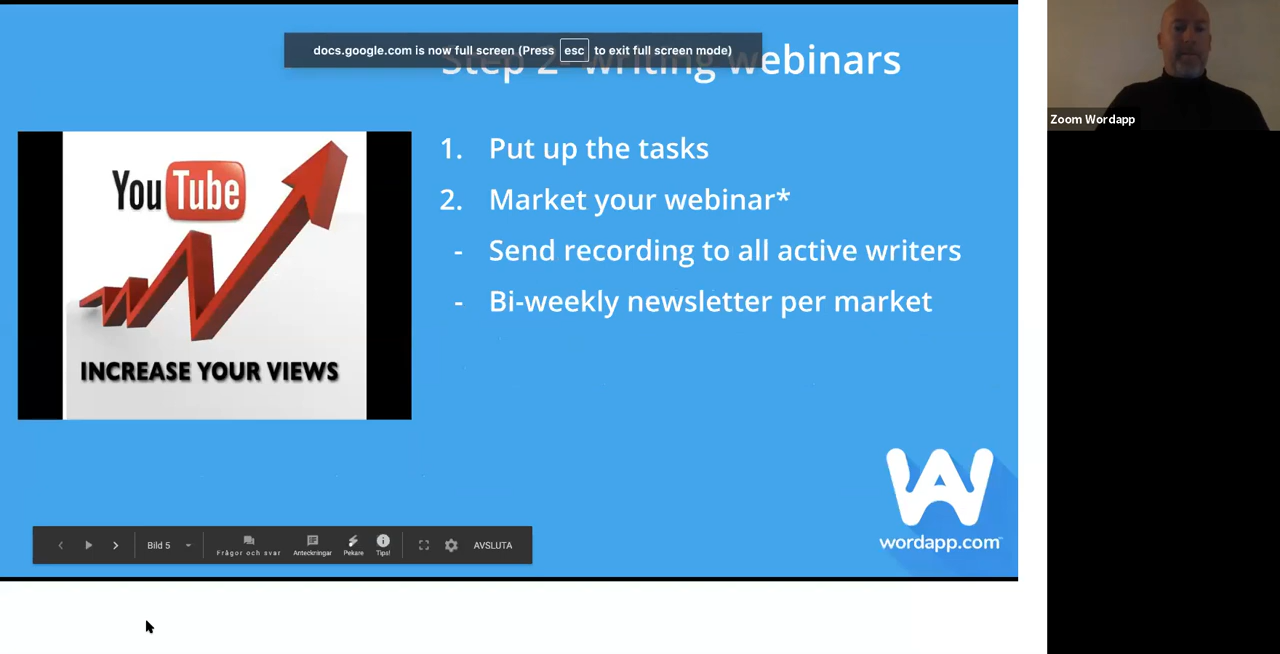 docs.google.com is now full screen (Press esc to exit full screen mode)
Step 2- writing webinars
Zoom Wordapp
YouTube
INCREASE YOUR VIEWS
1. Put up the tasks
2. Market your webinar*
- Send recording to all active writers
- Bi-weekly newsletter per market
wordapp.com
Bild 5
Frågor och svar
Anteckningar
Pekare
Tips!
AVSLUTA